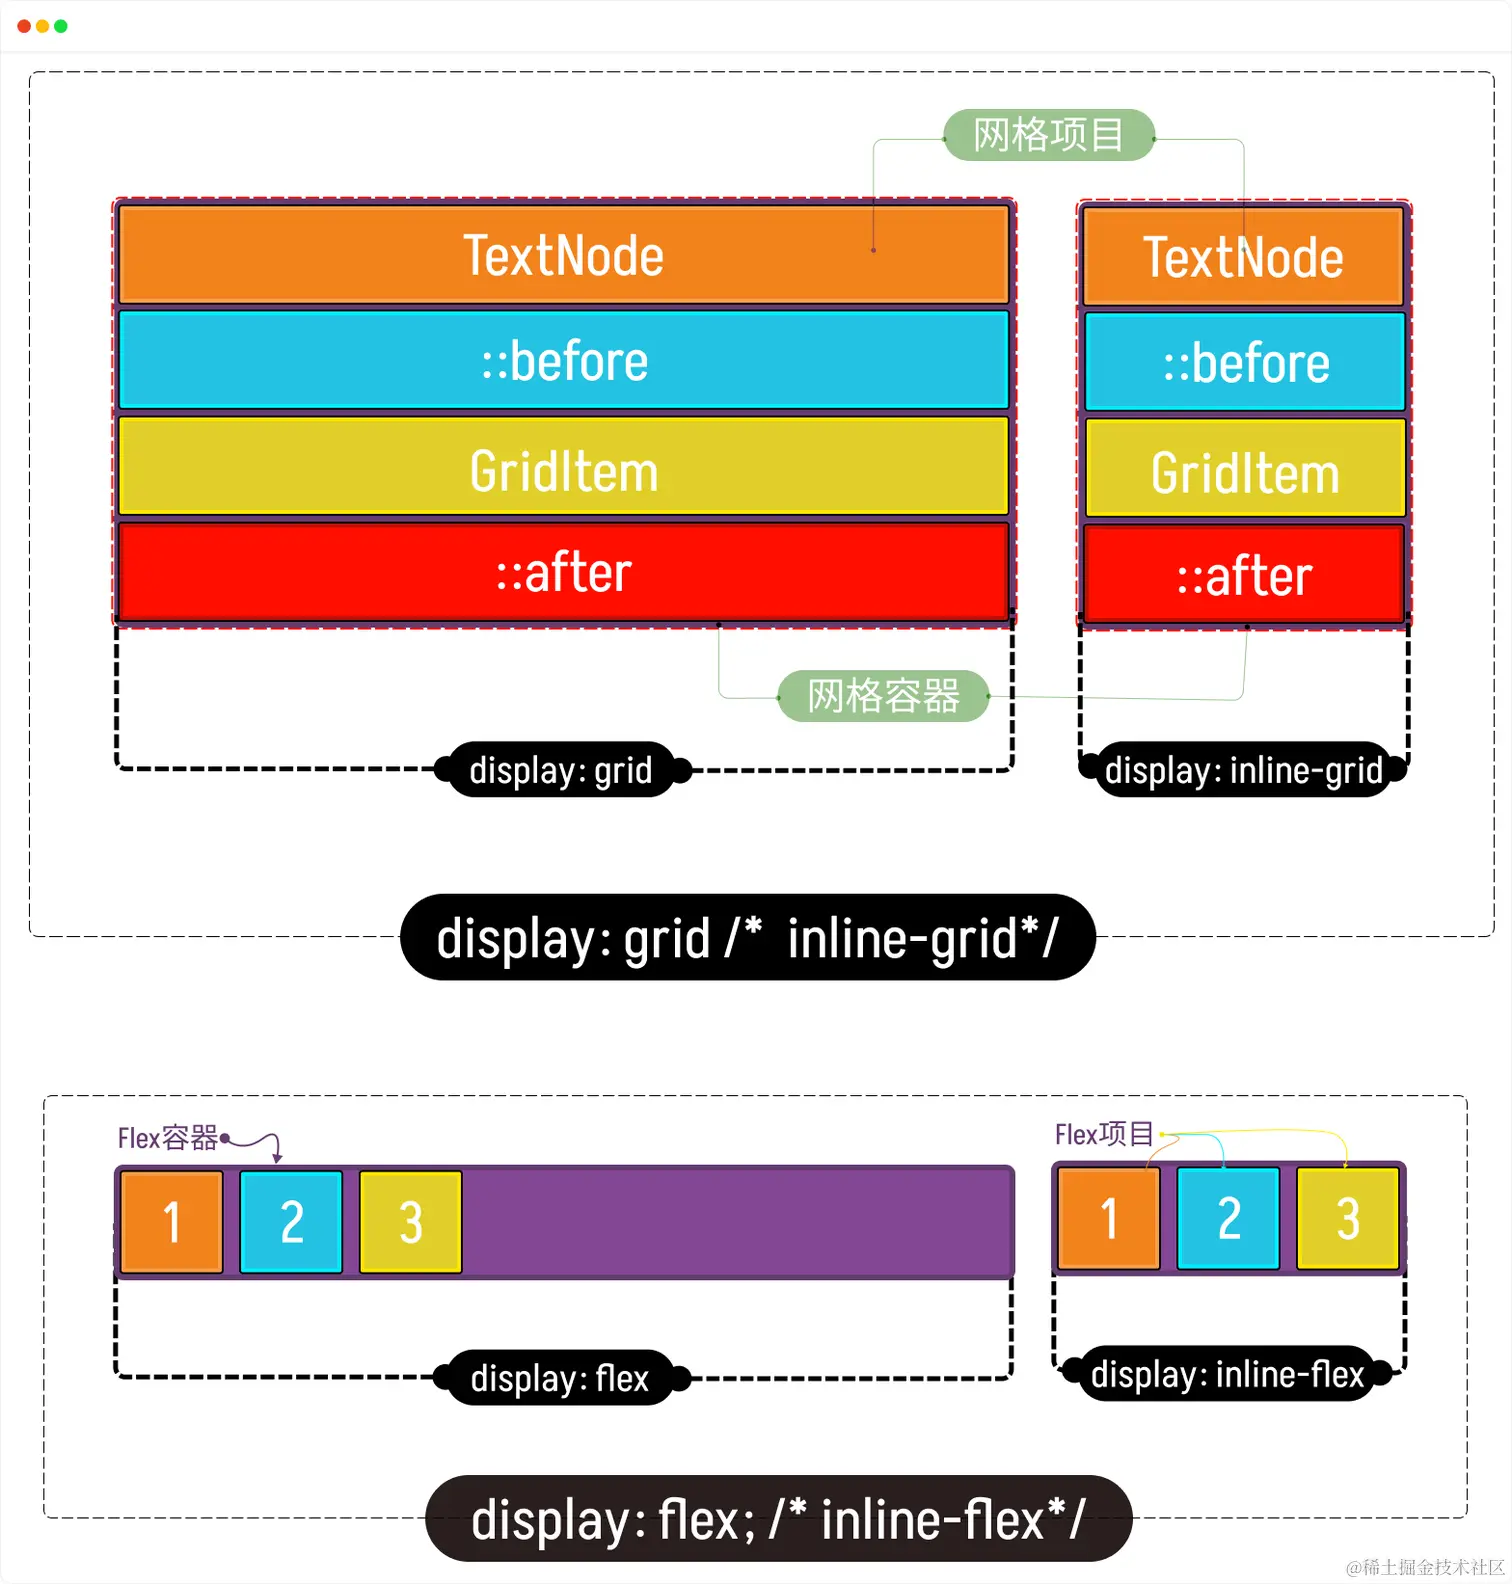 网格项目
TextNode
TextNode
::before
::before
GridItem
GridItem
::after
::after
网格容器
display: grid
display: inline-grid
display: grid /* inline-grid*/
Flex容器
Flex项目
1
2
3
1
2
3
display: flex
display: inline-flex
display: flex; /* inline-flex*/
@稀土掘金技术社区